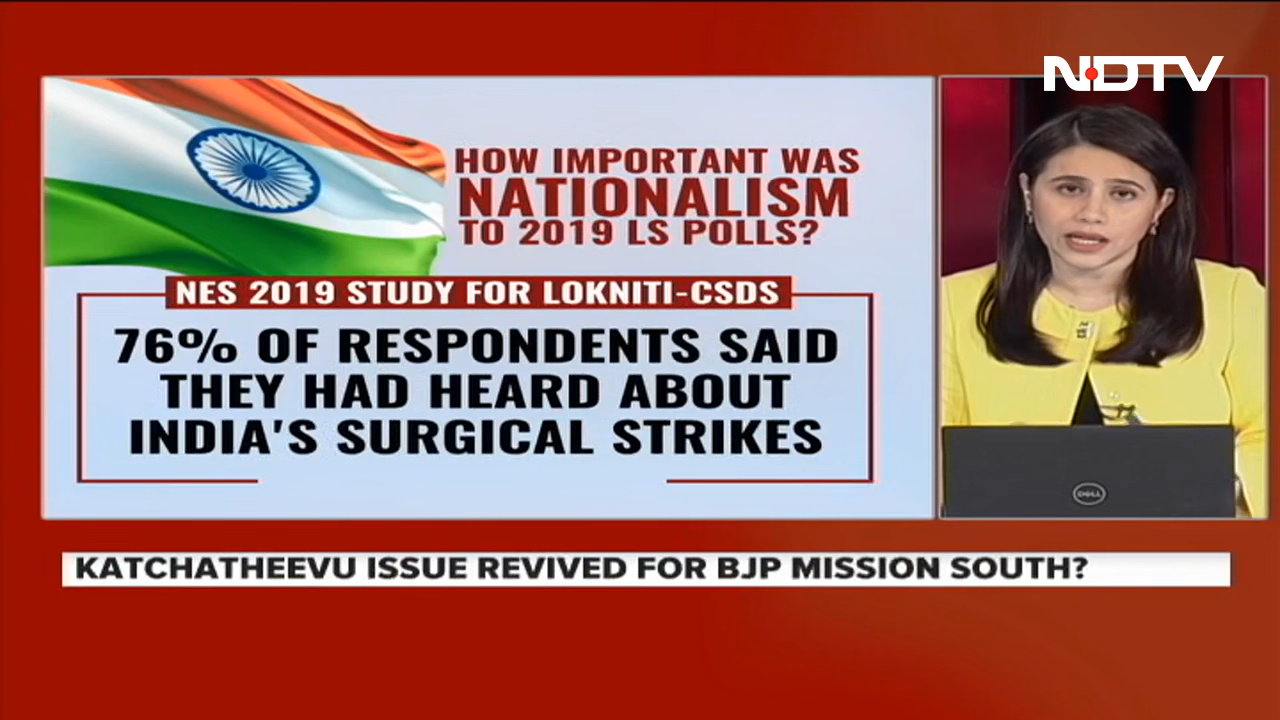 NDTV
HOW IMPORTANT WAS
NATIONALISM
TO 2019 LS POLLS?
NES 2019 STUDY FOR LOKNITI-CSDS
76% OF RESPONDENTS SAID
THEY HAD HEARD ABOUT
INDIA'S SURGICAL STRIKES
DELL
KATCHATHEEVU ISSUE REVIVED FOR BJP MISSION SOUTH?